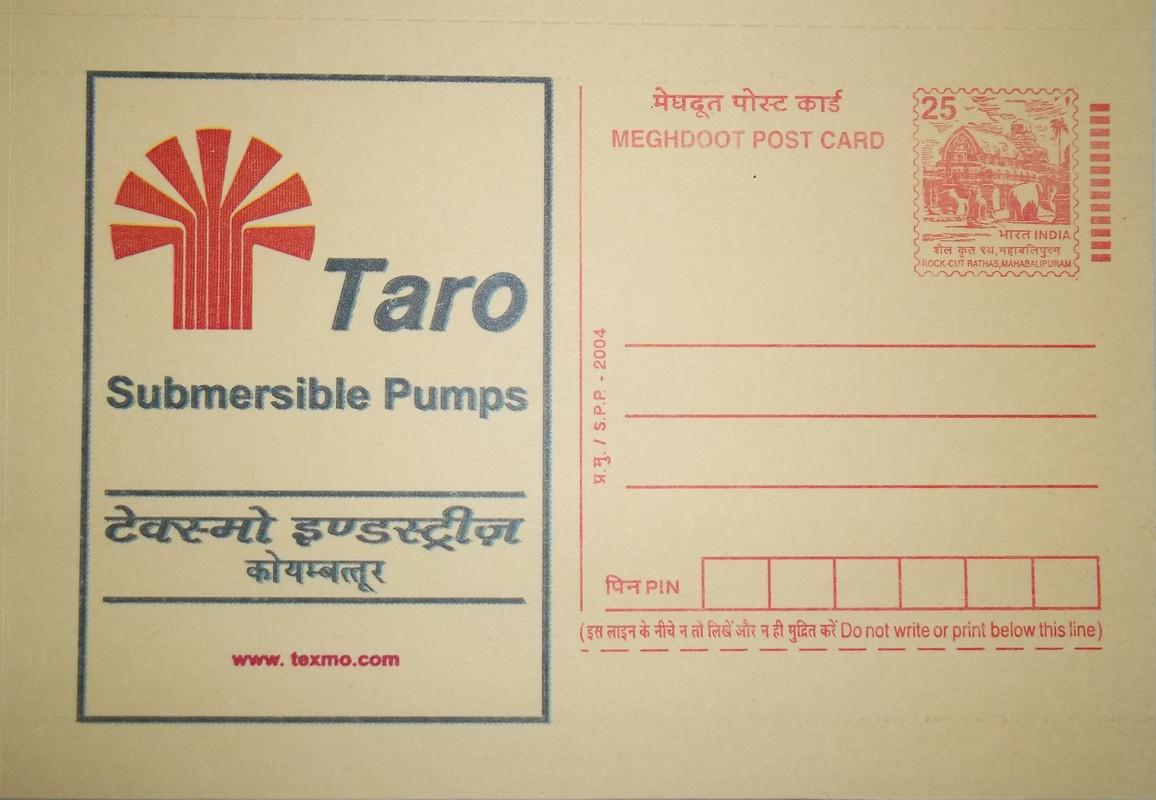 Taro
Submersible Pumps
टेक्स्मो इण्डस्ट्रीज़
कोयम्बत्तूर
www. texmo.com
मेघदूत पोस्ट कार्ड
MEGHDOOT POST CARD
25
भारत INDIA
शैल कृत रथ,महाबलिपुरम
ROCK-CUT RATHAS,MAHABALIPURAM
प्र.मु. / S.P.P. - 2004
पिन PIN
(इस लाइन के नीचे न तो लिखें और न ही मुद्रित करें Do not write or print below this line)